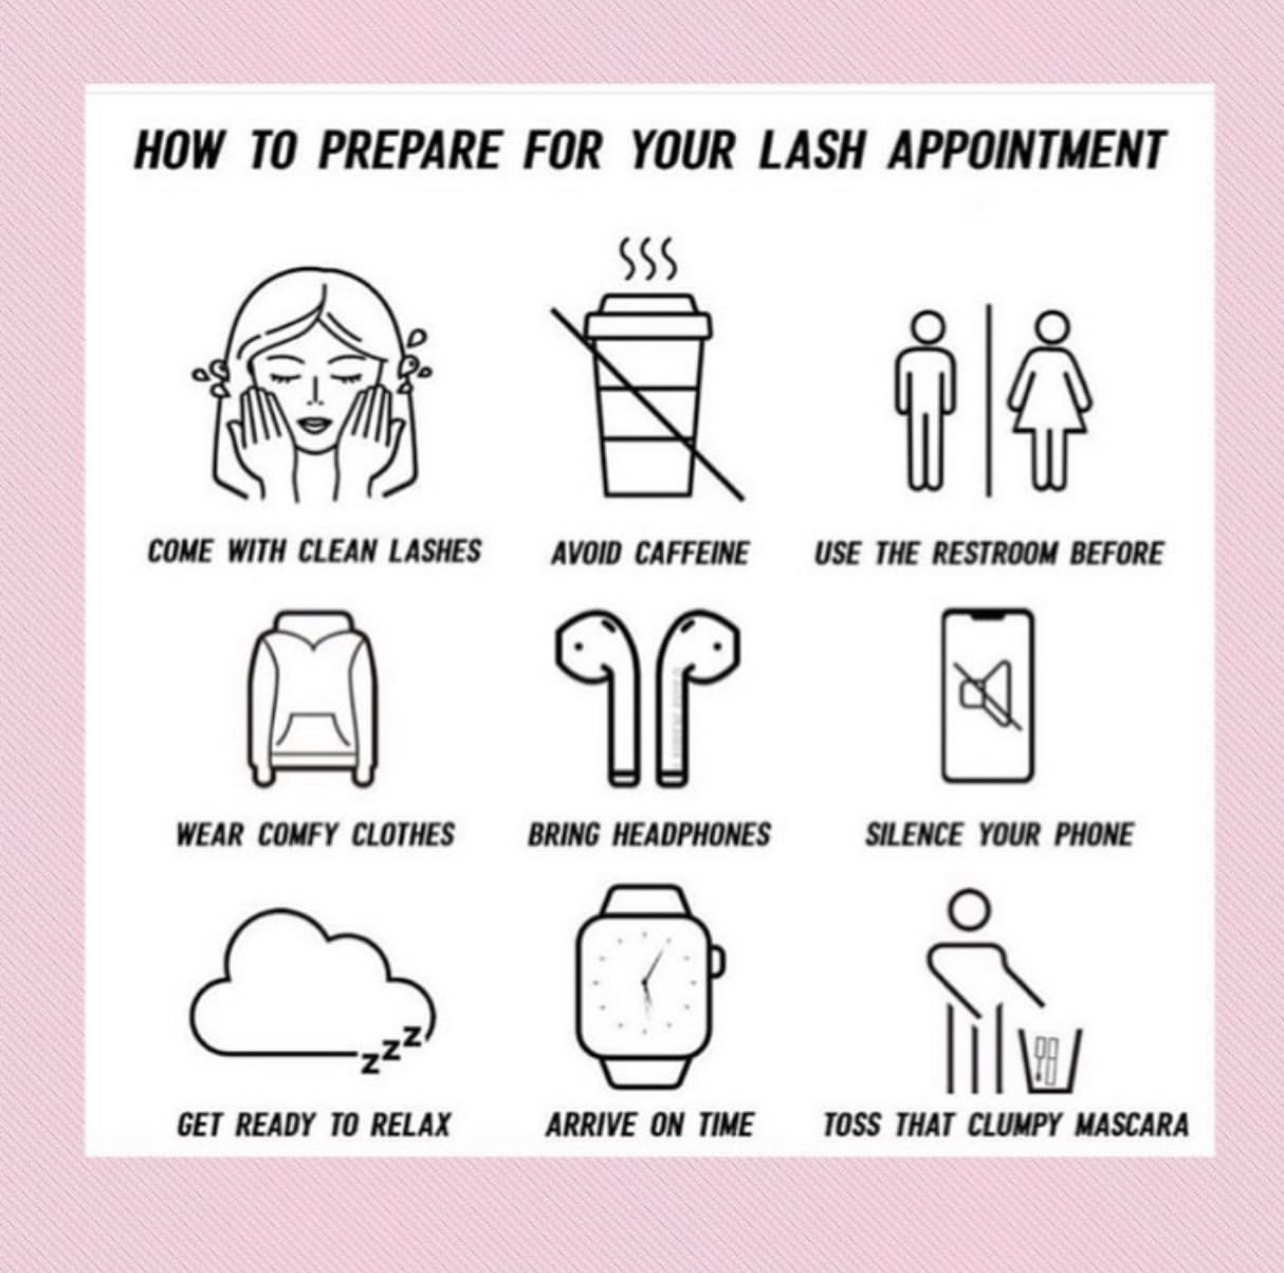 HOW TO PREPARE FOR YOUR LASH APPOINTMENT
COME WITH CLEAN LASHES
AVOID CAFFEINE
USE THE RESTROOM BEFORE
WEAR COMFY CLOTHES
BRING HEADPHONES
SILENCE YOUR PHONE
zzz
GET READY TO RELAX
ARRIVE ON TIME
TOSS THAT CLUMPY MASCARA